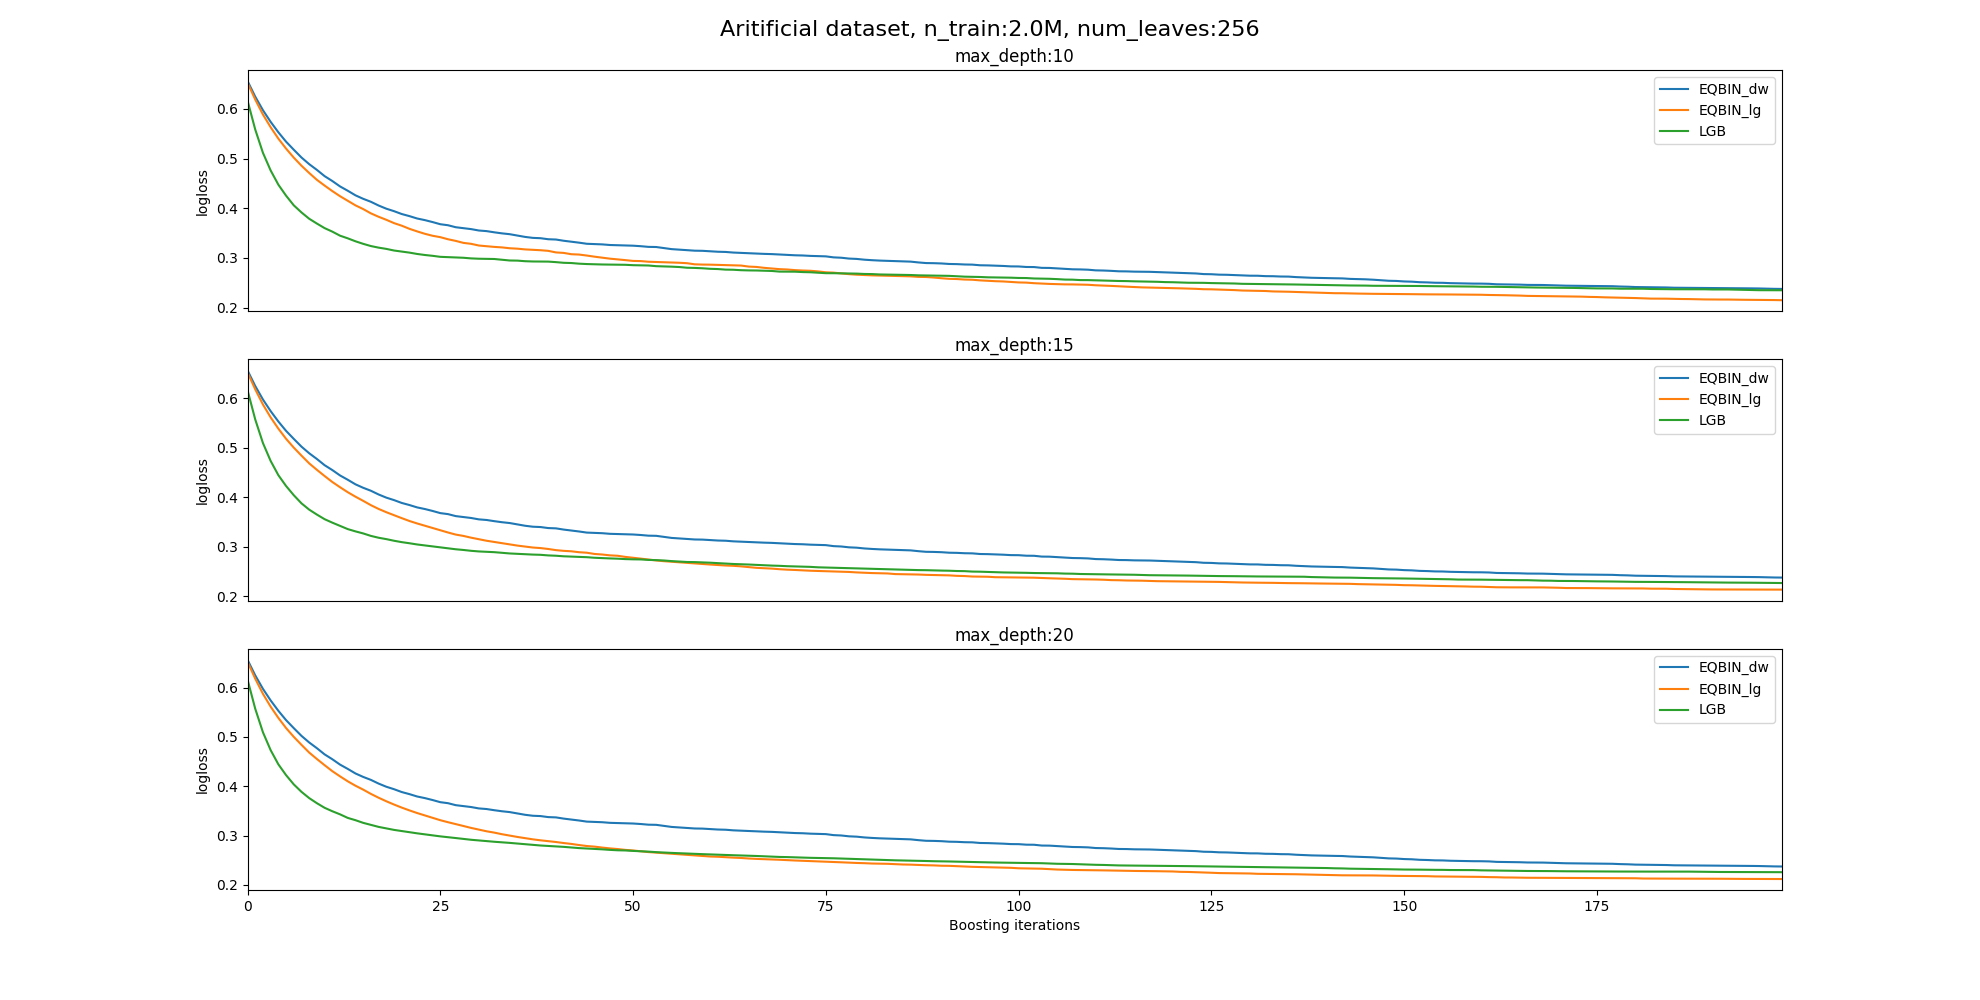 Aritificial dataset, n_train:2.0M, num_leaves:256
max_depth:10
logloss
0.6
0.5
0.4
0.3
0.2
EQBIN_dw
EQBIN_lg
LGB
max_depth:15
logloss
0.6
0.5
0.4
0.3
0.2
EQBIN_dw
EQBIN_lg
LGB
max_depth:20
logloss
0.6
0.5
0.4
0.3
0.2
EQBIN_dw
EQBIN_lg
LGB
0 25 50 75 100 125 150 175
Boosting iterations